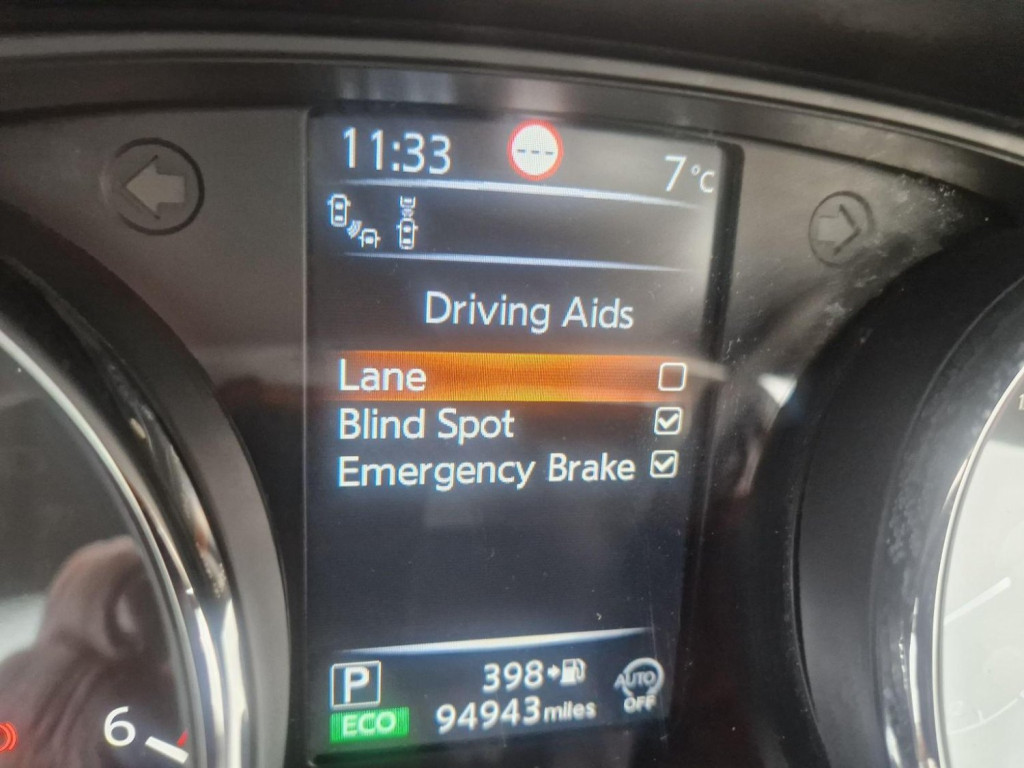 11:33 --- 7°C
Driving Aids
Lane
Blind Spot
Emergency Brake
P 398
AUTO
OFF
ECO 94943 miles
6